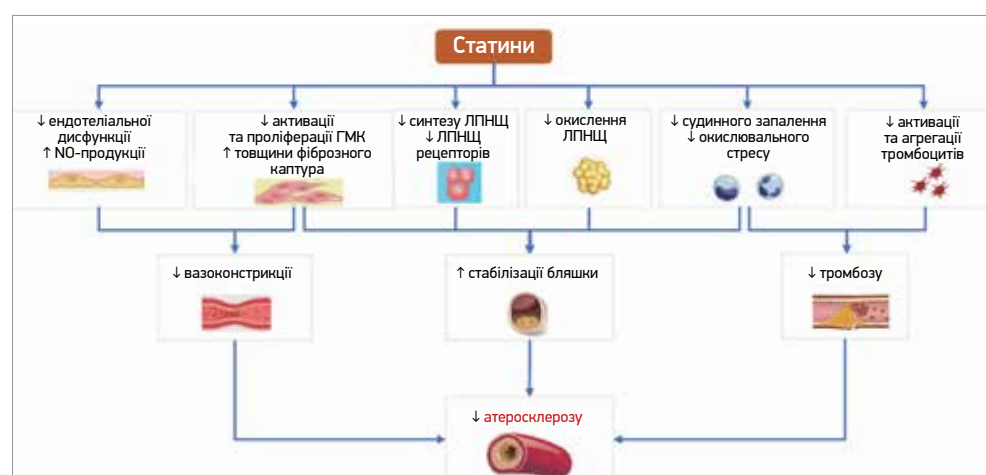 Статини
↓ ендотеліальної
дисфункції
↑ NO-продукції
↓ активації
та проліферації ГМК
↑ товщини фіброзного
каптура
↓ синтезу ЛПНЩ
↓ ЛПНЩ
рецепторів
↓ окислення
ЛПНЩ
↓ судинного запалення
↓ окислювального
стресу
↓ активації
та агрегації
тромбоцитів
↓ вазоконстрикції
↑ стабілізації бляшки
↓ тромбозу
↓ атеросклерозу